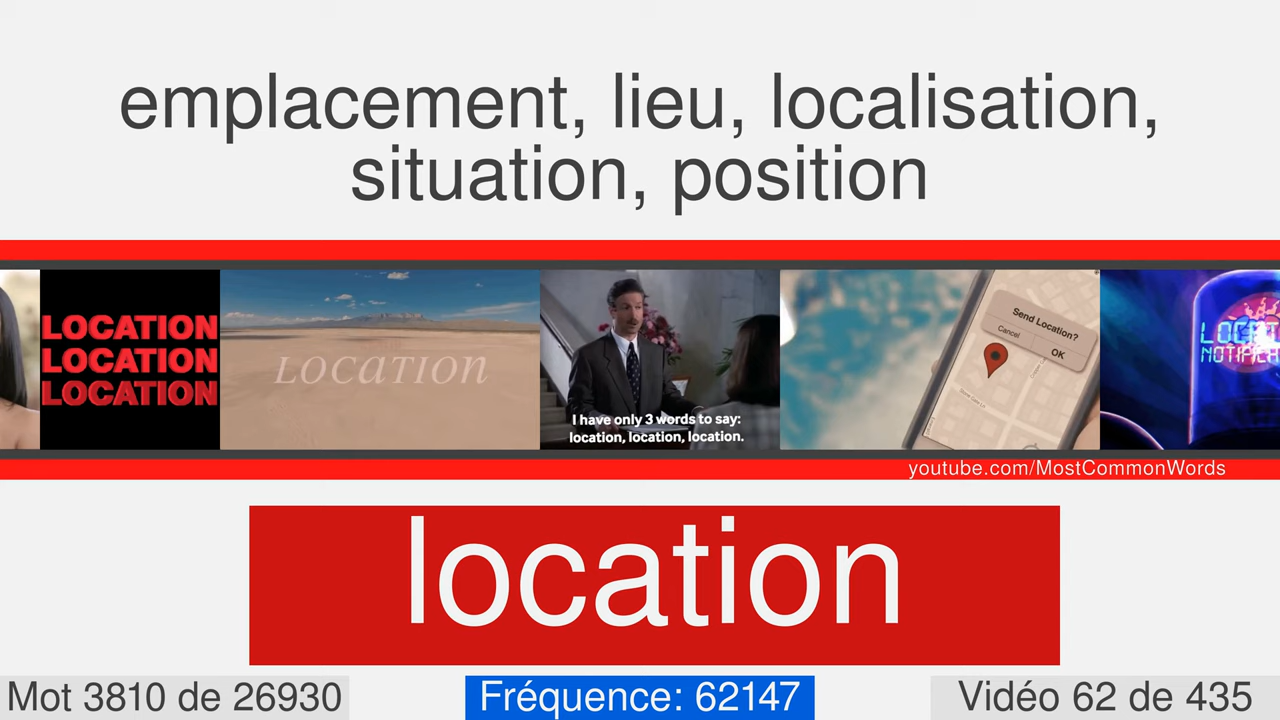 emplacement, lieu, localisation,
situation, position
LOCATION
LOCATION
LOCATION
LOCATION
I have only 3 words to say:
location, location, location.
Send Location?
Cancel
OK
youtube.com/MostCommonWords
location
Mot 3810 de 26930
Fréquence: 62147
Vidéo 62 de 435